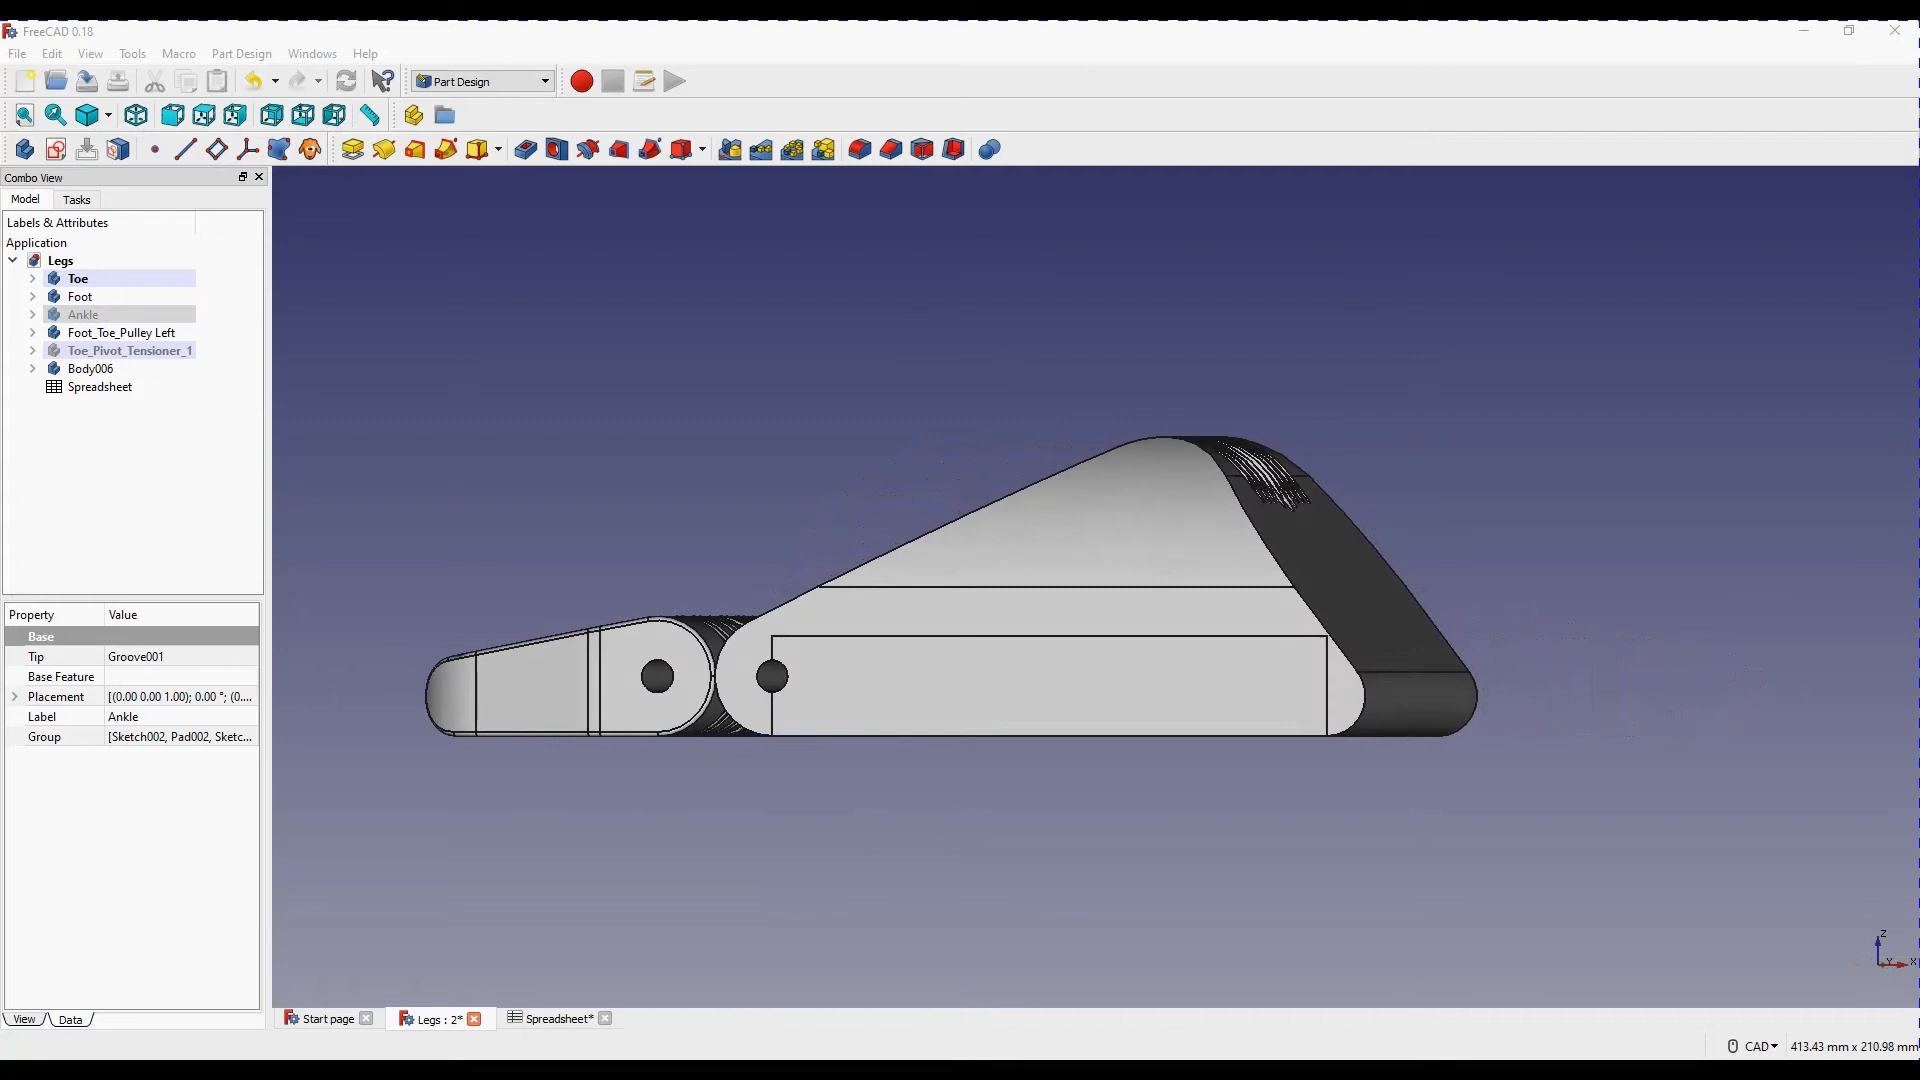 FreeCAD 0.18
File Edit View Tools Macro Part Design Windows Help
Part Design
Combo View
Model Tasks
Labels & Attributes
Application
Legs
Toe
Foot
Ankle
Foot_Toe_Pulley Left
Toe_Pivot_Tensioner_1
Body006
Spreadsheet
Property Value
Base
Tip Groove001
Base Feature
Placement [(0.00 0.00 1.00); 0.00 °; (0....
Label Ankle
Group [Sketch002, Pad002, Sketc...
Z
Y X
View Data
Start page Legs : 2* Spreadsheet*
CAD 413.43 mm x 210.98 mm